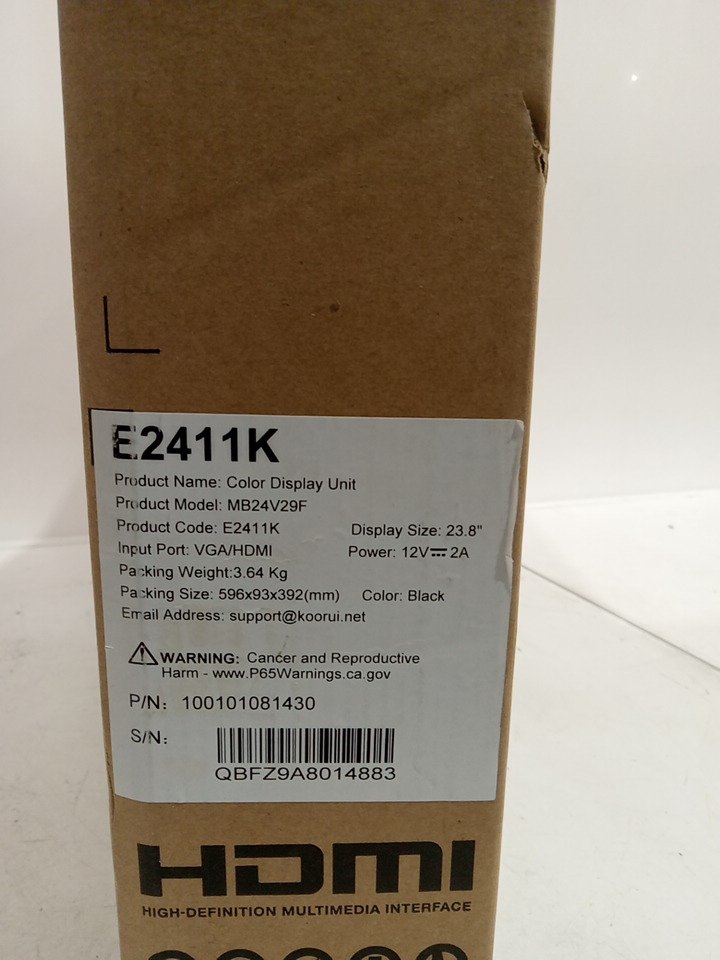 E2411K
Product Name: Color Display Unit
Product Model: MB24V29F
Product Code: E2411K Display Size: 23.8"
Input Port: VGA/HDMI Power: 12V⎓2A
Packing Weight:3.64 Kg
Packing Size: 596x93x392(mm) Color: Black
Email Address: support@koorui.net
WARNING: Cancer and Reproductive
Harm - www.P65Warnings.ca.gov
P/N: 100101081430
S/N:
QBFZ9A8014883
HDMI
HIGH-DEFINITION MULTIMEDIA INTERFACE